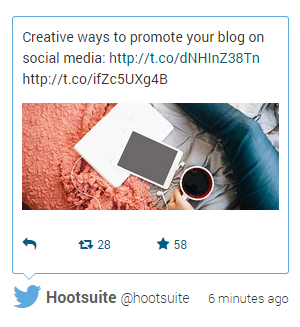 Creative ways to promote your blog on
social media: http://t.co/dNHInZ38Tn
http://t.co/ifZc5UXg4B
28
58
Hootsuite @hootsuite 6 minutes ago